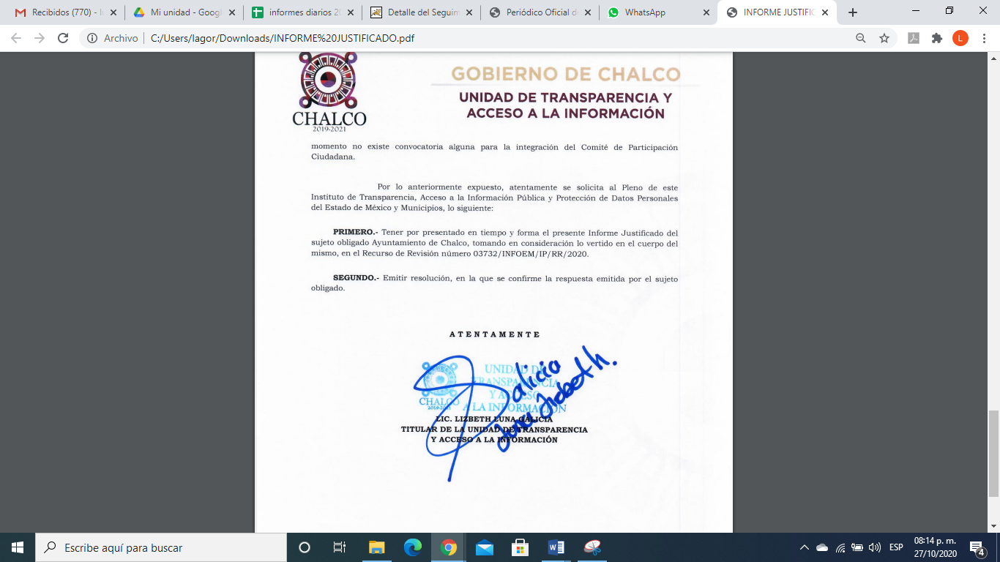 Recibidos (770) - l
Mi unidad - Goog
informes diarios 20
Detalle del Seguim
Periódico Oficial d
WhatsApp
INFORME JUSTIFIC
Archivo
C:/Users/lagor/Downloads/INFORME%20JUSTIFICADO.pdf
L
CHALCO
2019-2021
GOBIERNO DE CHALCO
UNIDAD DE TRANSPARENCIA Y
ACCESO A LA INFORMACIÓN
momento no existe convocatoria alguna para la integración del Comité de Participación
Ciudadana.
Por lo anteriormente expuesto, atentamente se solicita al Pleno de este
Instituto de Transparencia, Acceso a la Información Pública y Protección de Datos Personales
del Estado de México y Municipios, lo siguiente:
PRIMERO.- Tener por presentado en tiempo y forma el presente Informe Justificado del
sujeto obligado Ayuntamiento de Chalco, tomando en consideración lo vertido en el cuerpo del
mismo, en el Recurso de Revisión número 03732/INFOEM/IP/RR/2020.
SEGUNDO.- Emitir resolución, en la que se confirme la respuesta emitida por el sujeto
obligado.
A T E N T A M E N T E
UNIDAD DE
TRANSPARENCIA
Y ACCESO
A LA INFORMACIÓN
CHALCO
2019-2021
Galicia
Luna Lizbeth.
LIC. LIZBETH LUNA GALICIA
TITULAR DE LA UNIDAD DE TRANSPARENCIA
Y ACCESO A LA INFORMACIÓN
Escribe aquí para buscar
ESP
08:14 p. m.
27/10/2020
4